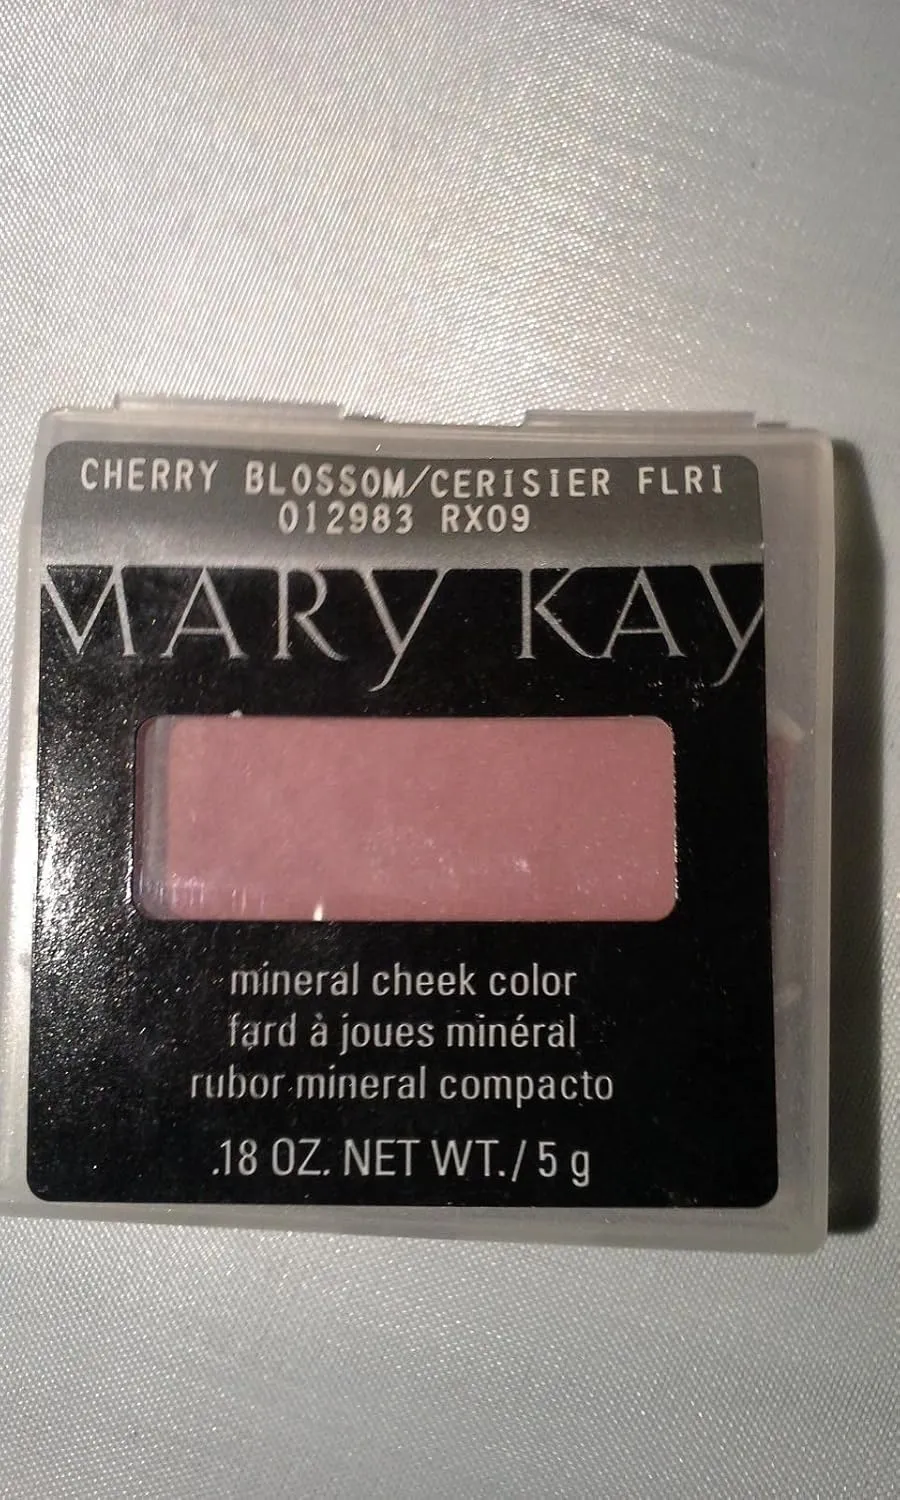 CHERRY BLOSSOM/CERISIER FLRI
012983 RX09
MARY KAY
mineral cheek color
fard à joues minéral
rubor mineral compacto
.18 OZ. NET WT./ 5 g